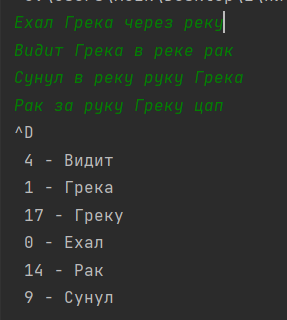 Ехал Грека через реку
Видит Грека в реке рак
Сунул в реку руку Грека
Рак за руку Греку цап
^D
4 - Видит
1 - Грека
17 - Греку
0 - Ехал
14 - Рак
9 - Сунул